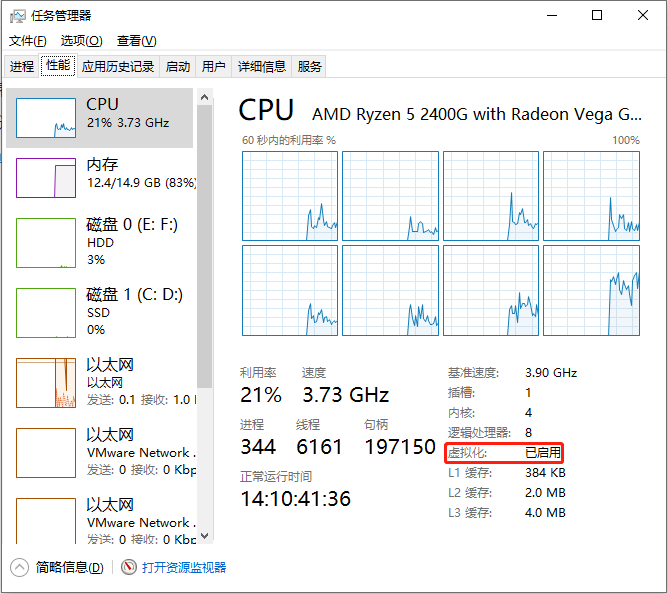 任务管理器
文件(F) 选项(O) 查看(V)
进程 性能 应用历史记录 启动 用户 详细信息 服务
CPU
21% 3.73 GHz
内存
12.4/14.9 GB (83%)
磁盘 0 (E: F:)
HDD
3%
磁盘 1 (C: D:)
SSD
0%
以太网
以太网
发送: 0.1 接收: 1.0
以太网
VMware Network ...
发送: 0 接收: 0 Kbp
以太网
VMware Network ...
发送: 0 接收: 0 Kbp
CPU AMD Ryzen 5 2400G with Radeon Vega G...
60 秒内的利用率 % 100%
利用率 速度
21% 3.73 GHz
进程 线程 句柄
344 6161 197150
正常运行时间
14:10:41:36
基准速度: 3.90 GHz
插槽: 1
内核: 4
逻辑处理器: 8
虚拟化: 已启用
L1 缓存: 384 KB
L2 缓存: 2.0 MB
L3 缓存: 4.0 MB
简略信息(D) 打开资源监视器